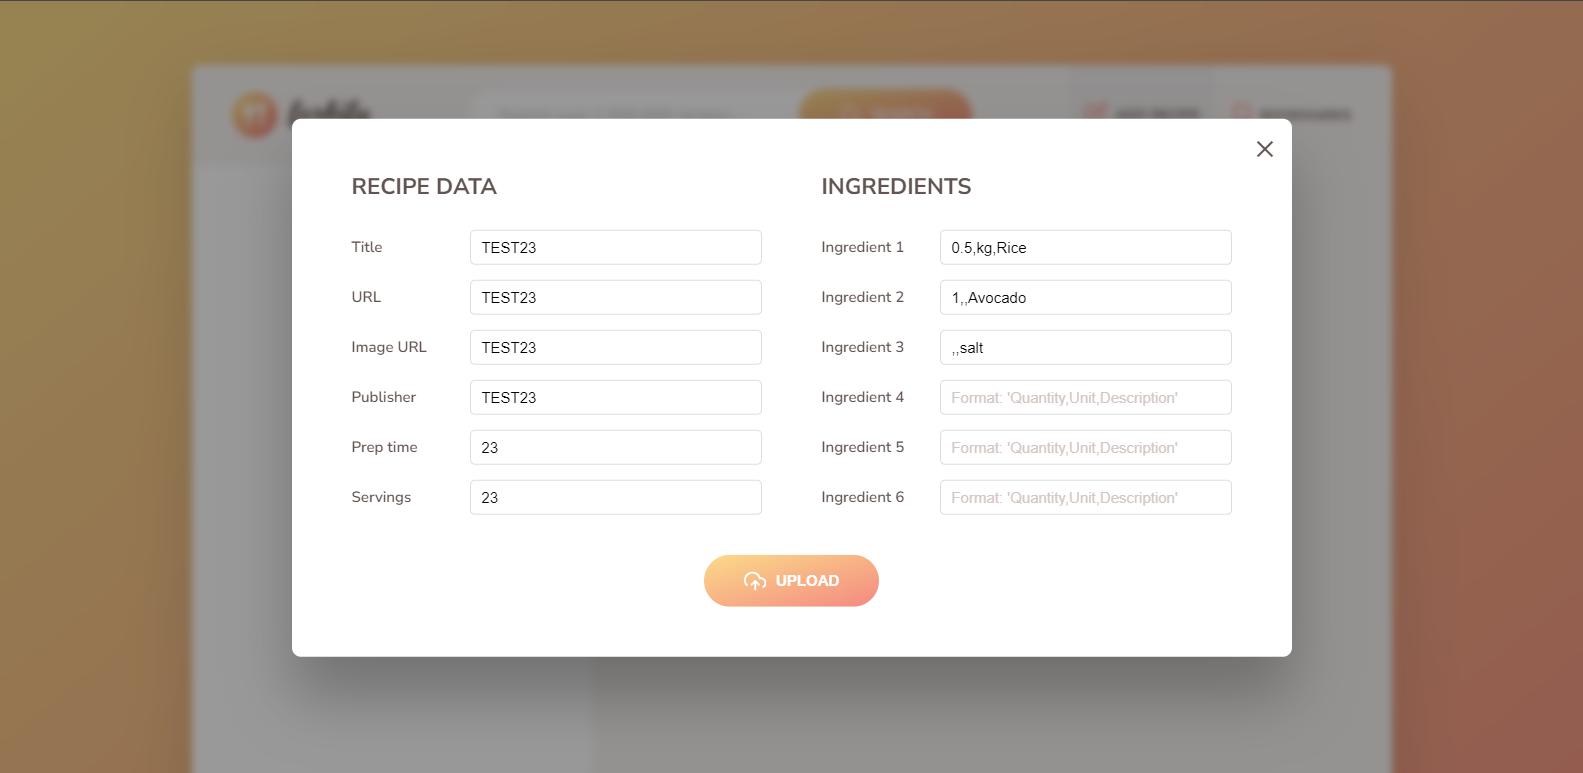 RECIPE DATA
Title
TEST23
URL
TEST23
Image URL
TEST23
Publisher
TEST23
Prep time
23
Servings
23
INGREDIENTS
Ingredient 1
0.5,kg,Rice
Ingredient 2
1,,Avocado
Ingredient 3
,,salt
Ingredient 4
Format: 'Quantity,Unit,Description'
Ingredient 5
Format: 'Quantity,Unit,Description'
Ingredient 6
Format: 'Quantity,Unit,Description'
UPLOAD